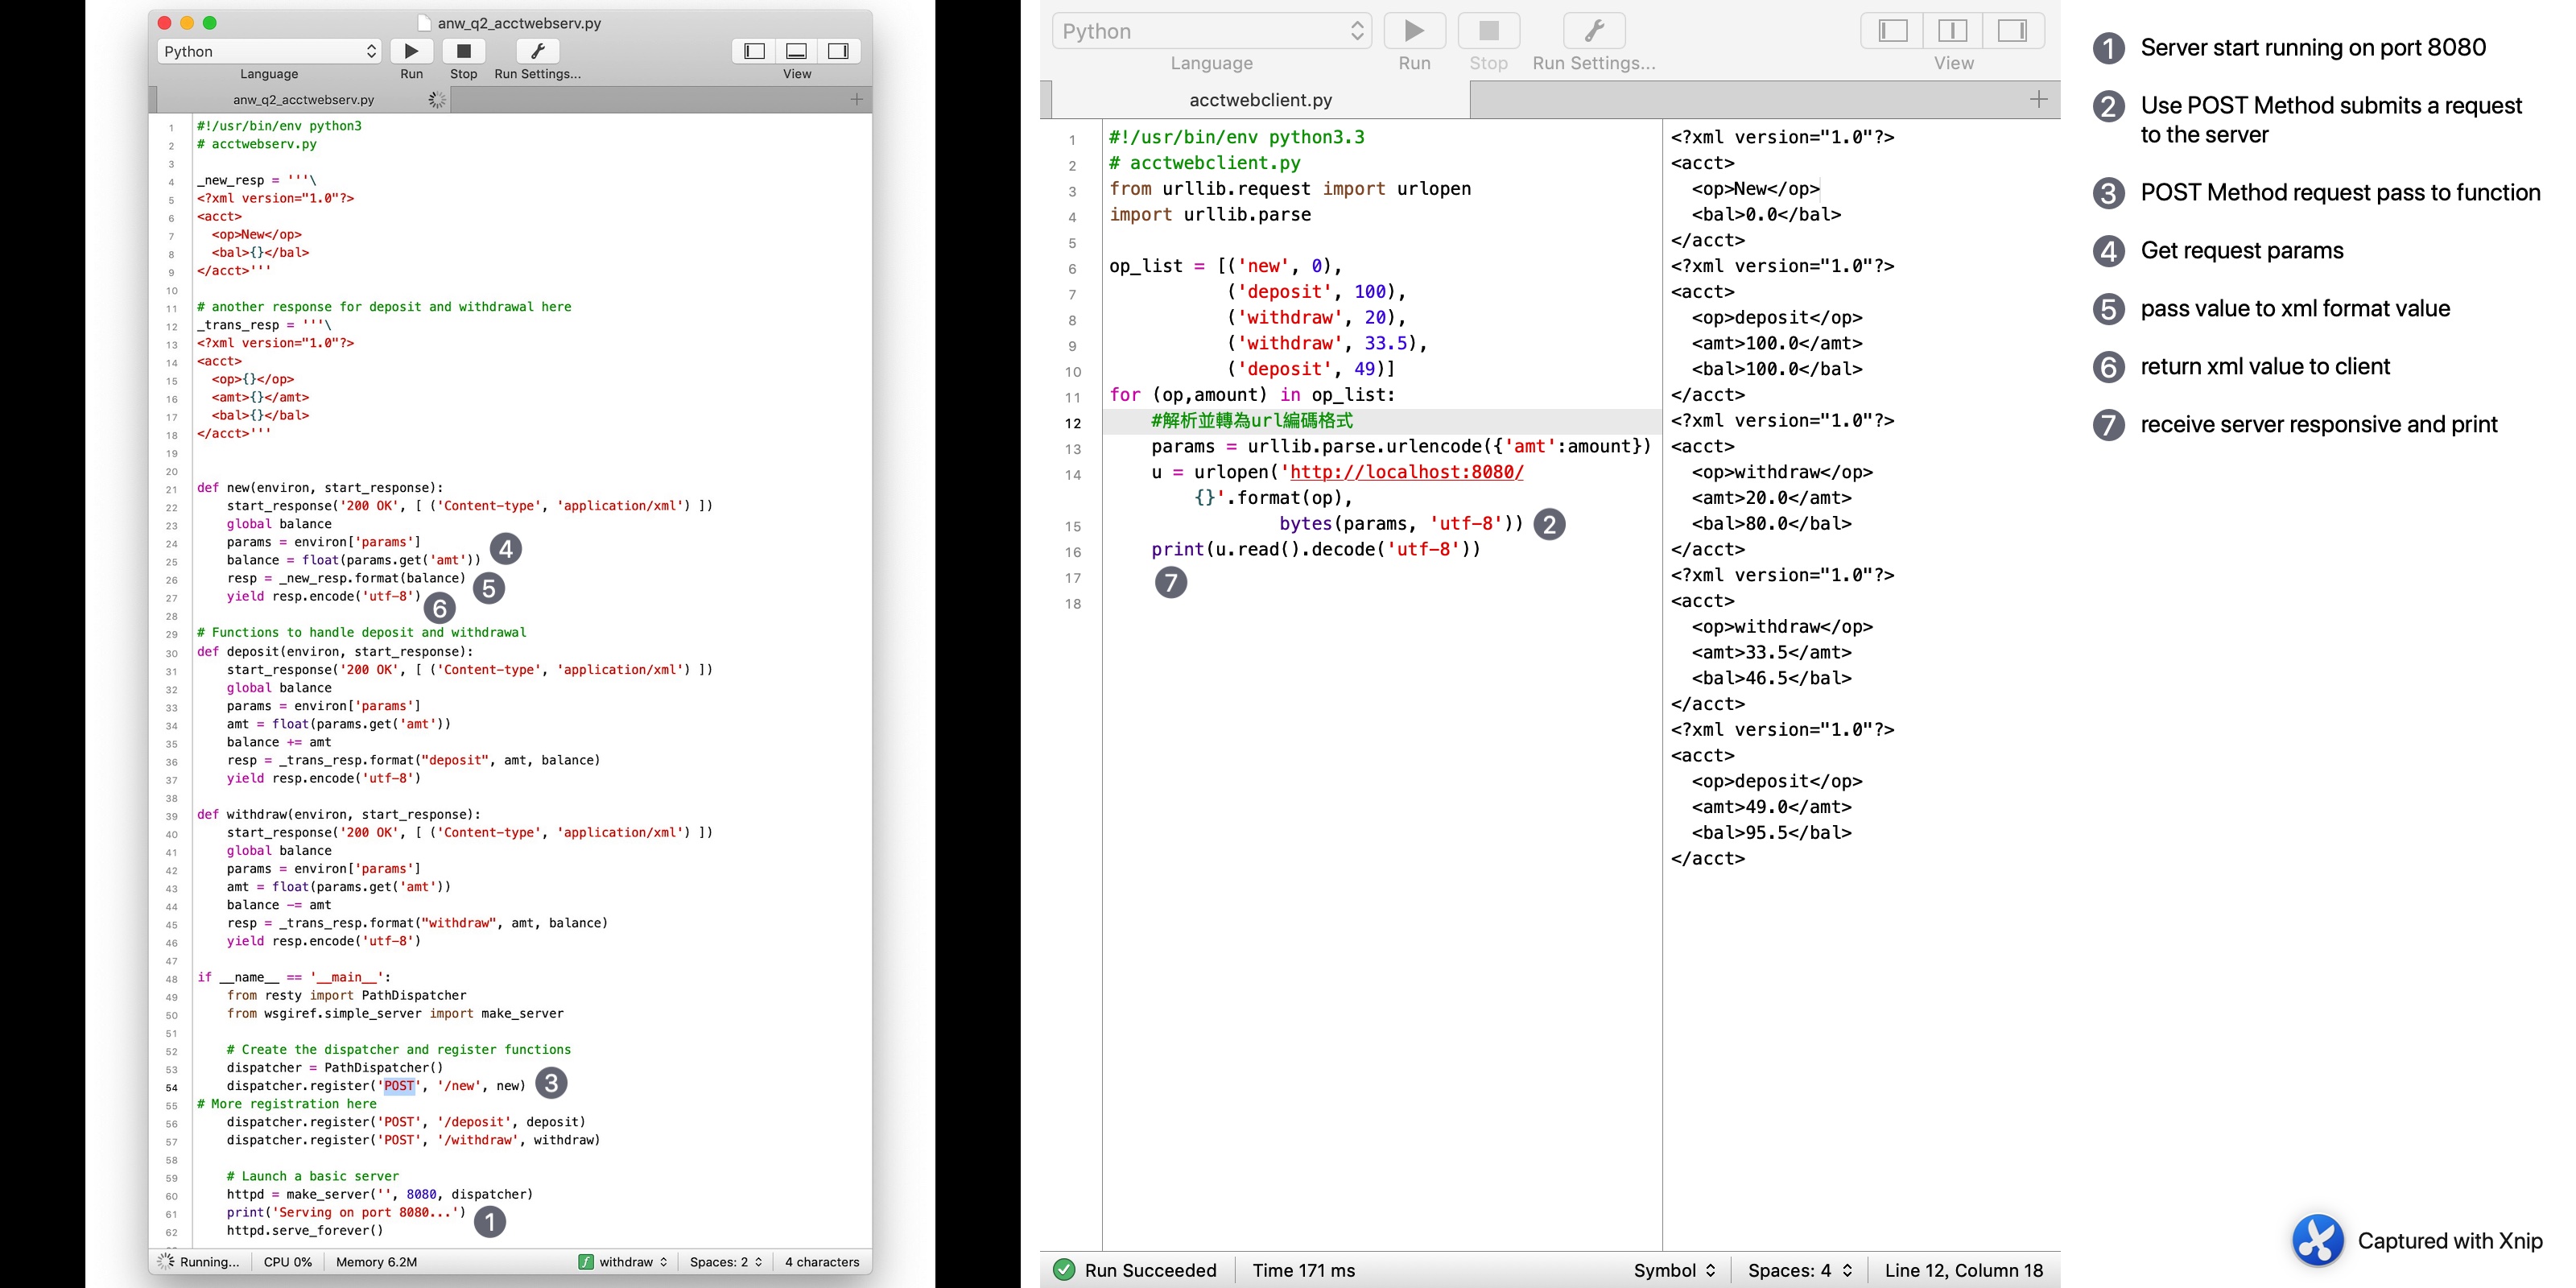 anw_q2_acctwebserv.py
Python
Language
Run
Stop
Run Settings...
View
anw_q2_acctwebserv.py
1 #!/usr/bin/env python3
2 # acctwebserv.py
3
4 _new_resp = '''\
5 <?xml version="1.0"?>
6 <acct>
7   <op>New</op>
8   <bal>{}</bal>
9 </acct>'''
10
11 # another response for deposit and withdrawal here
12 _trans_resp = '''\
13 <?xml version="1.0"?>
14 <acct>
15   <op>{}</op>
16   <amt>{}</amt>
17   <bal>{}</bal>
18 </acct>'''
19
20
21 def new(environ, start_response):
22     start_response('200 OK', [ ('Content-type', 'application/xml') ])
23     global balance
24     params = environ['params']
25     balance = float(params.get('amt')) 4
26     resp = _new_resp.format(balance) 5
27     yield resp.encode('utf-8') 6
28
29 # Functions to handle deposit and withdrawal
30 def deposit(environ, start_response):
31     start_response('200 OK', [ ('Content-type', 'application/xml') ])
32     global balance
33     params = environ['params']
34     amt = float(params.get('amt'))
35     balance += amt
36     resp = _trans_resp.format("deposit", amt, balance)
37     yield resp.encode('utf-8')
38
39 def withdraw(environ, start_response):
40     start_response('200 OK', [ ('Content-type', 'application/xml') ])
41     global balance
42     params = environ['params']
43     amt = float(params.get('amt'))
44     balance -= amt
45     resp = _trans_resp.format("withdraw", amt, balance)
46     yield resp.encode('utf-8')
47
48 if __name__ == '__main__':
49     from resty import PathDispatcher
50     from wsgiref.simple_server import make_server
51
52     # Create the dispatcher and register functions
53     dispatcher = PathDispatcher()
54     dispatcher.register('POST', '/new', new) 3
55 # More registration here
56     dispatcher.register('POST', '/deposit', deposit)
57     dispatcher.register('POST', '/withdraw', withdraw)
58
59     # Launch a basic server
60     httpd = make_server('', 8080, dispatcher)
61     print('Serving on port 8080...') 1
62     httpd.serve_forever()
Running... CPU 0% Memory 6.2M withdraw Spaces: 2 4 characters
Python
Language
Run
Stop
Run Settings...
View
acctwebclient.py
1 #!/usr/bin/env python3.3
2 # acctwebclient.py
3 from urllib.request import urlopen
4 import urllib.parse
5
6 op_list = [('new', 0),
7            ('deposit', 100),
8            ('withdraw', 20),
9            ('withdraw', 33.5),
10            ('deposit', 49)]
11 for (op,amount) in op_list:
12     #解析並轉為url編碼格式
13     params = urllib.parse.urlencode({'amt':amount})
14     u = urlopen('http://localhost:8080/
{}'.format(op),
15                 bytes(params, 'utf-8')) 2
16     print(u.read().decode('utf-8'))
17     7
18
<?xml version="1.0"?>
<acct>
  <op>New</op>
  <bal>0.0</bal>
</acct>
<?xml version="1.0"?>
<acct>
  <op>deposit</op>
  <amt>100.0</amt>
  <bal>100.0</bal>
</acct>
<?xml version="1.0"?>
<acct>
  <op>withdraw</op>
  <amt>20.0</amt>
  <bal>80.0</bal>
</acct>
<?xml version="1.0"?>
<acct>
  <op>withdraw</op>
  <amt>33.5</amt>
  <bal>46.5</bal>
</acct>
<?xml version="1.0"?>
<acct>
  <op>deposit</op>
  <amt>49.0</amt>
  <bal>95.5</bal>
</acct>
Run Succeeded Time 171 ms Symbol Spaces: 4 Line 12, Column 18
1 Server start running on port 8080
2 Use POST Method submits a request
to the server
3 POST Method request pass to function
4 Get request params
5 pass value to xml format value
6 return xml value to client
7 receive server responsive and print
Captured with Xnip